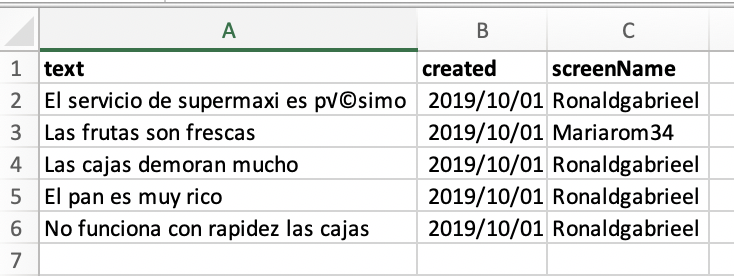 A B C
1 text created screenName
2 El servicio de supermaxi es p√©simo 2019/10/01 Ronaldgabrieel
3 Las frutas son frescas 2019/10/01 Mariarom34
4 Las cajas demoran mucho 2019/10/01 Ronaldgabrieel
5 El pan es muy rico 2019/10/01 Ronaldgabrieel
6 No funciona con rapidez las cajas 2019/10/01 Ronaldgabrieel
7